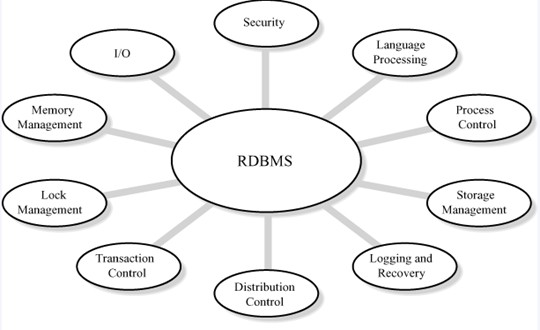 Security
I/O
Language
Processing
Memory
Management
Process
Control
RDBMS
Lock
Management
Storage
Management
Transaction
Control
Logging and
Recovery
Distribution
Control